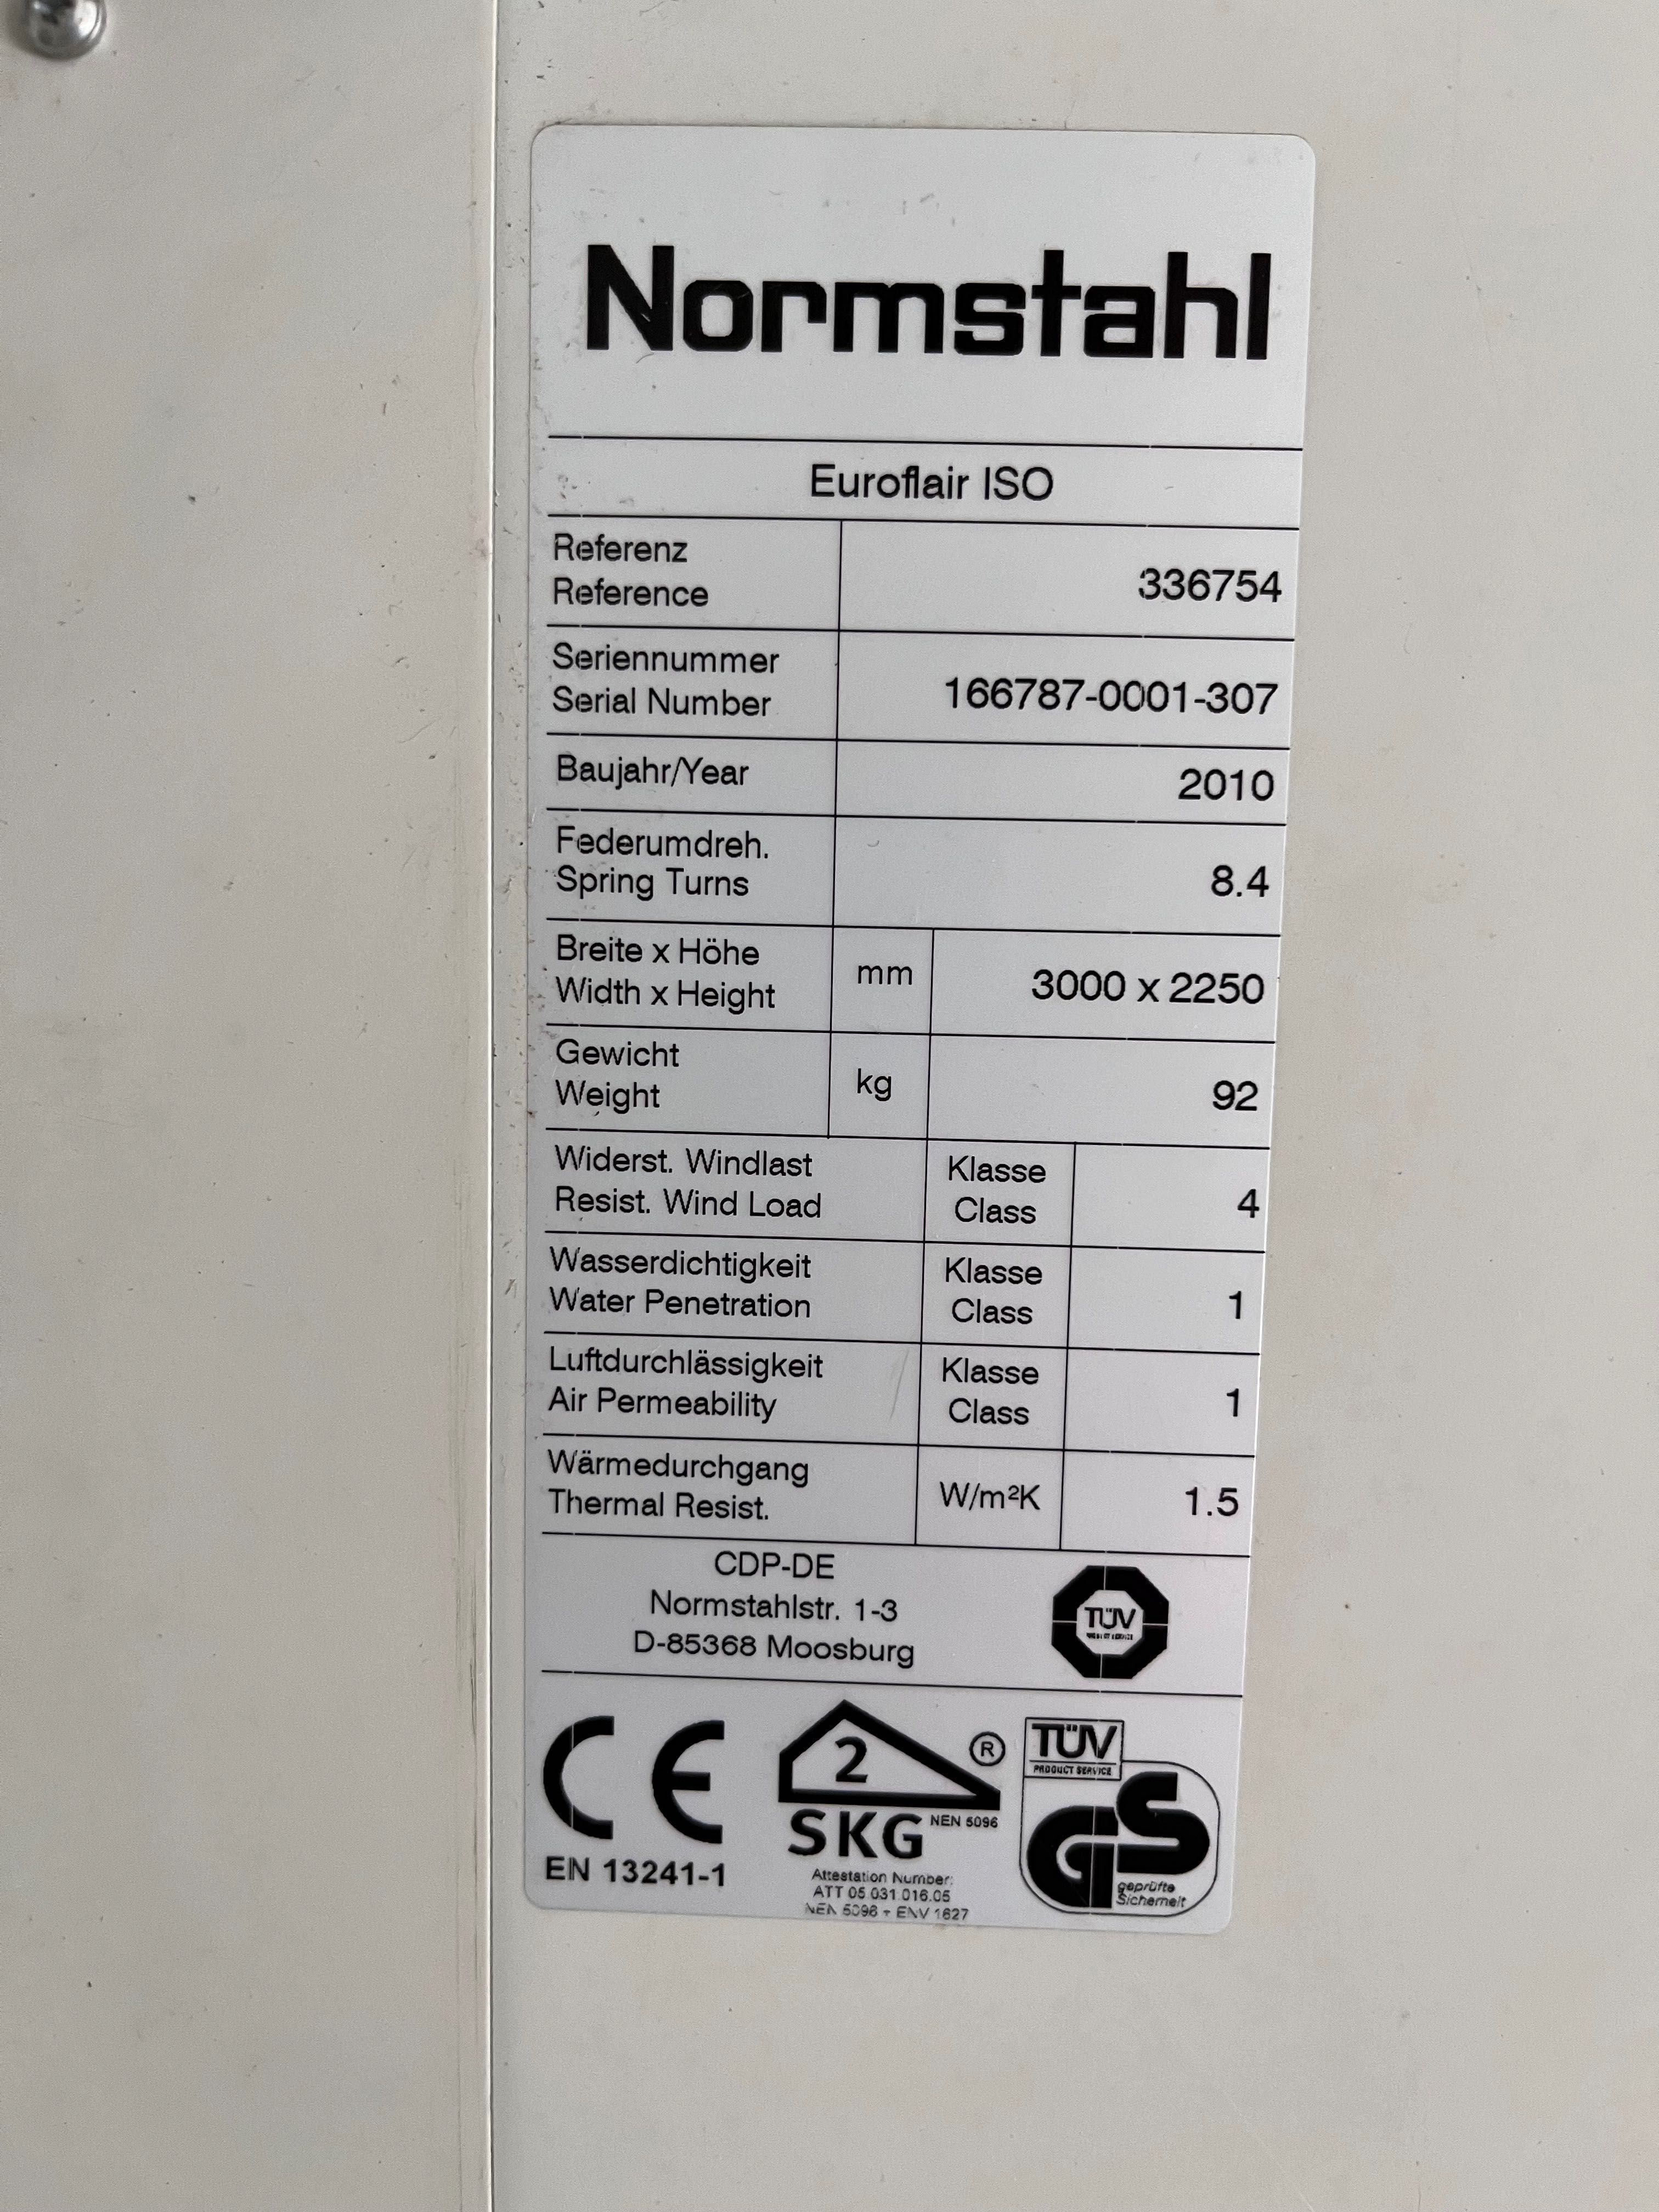 Normstahl
Euroflair ISO
Referenz
Reference
336754
Seriennummer
Serial Number
166787-0001-307
Baujahr/Year
2010
Federumdreh.
Spring Turns
8.4
Breite x Höhe
Width x Height
mm
3000 x 2250
Gewicht
Weight
kg
92
Widerst. Windlast
Resist. Wind Load
Klasse
Class
4
Wasserdichtigkeit
Water Penetration
Klasse
Class
1
Luftdurchlässigkeit
Air Permeability
Klasse
Class
1
Wärmedurchgang
Thermal Resist.
W/m²K
1.5
CDP-DE
Normstahlstr. 1-3
D-85368 Moosburg
TÜV
CE
EN 13241-1
2
®
SKG NEN 5096
Attestation Number:
ATT 05.031.016.05
NEN 5096 + ENV 1627
TÜV
PRODUCT SERVICE
GS
geprüfte
Sicherheit